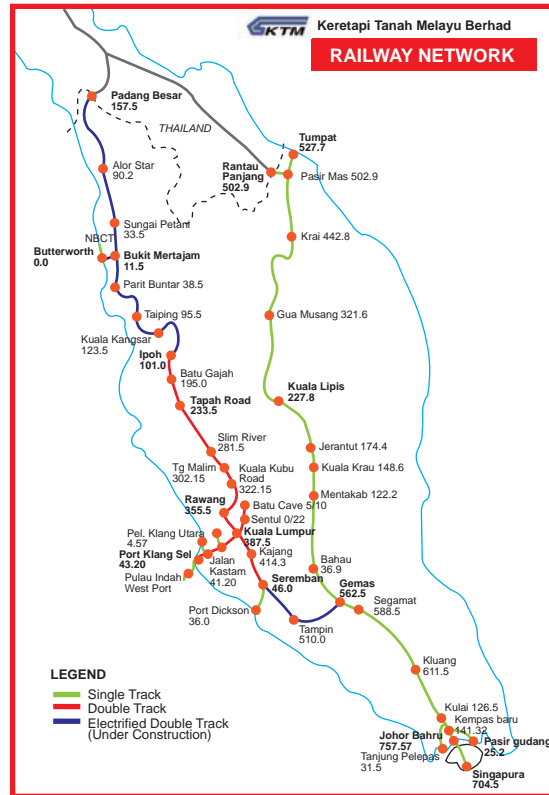 KTM
Keretapi Tanah Melayu Berhad
RAILWAY NETWORK
Padang Besar
157.5
THAILAND
Tumpat
527.7
Rantau
Panjang
502.9
Pasir Mas 502.9
Alor Star
90.2
Sungai Petani
33.5
NBCT
Krai 442.8
Butterworth
0.0
Bukit Mertajam
11.5
Parit Buntar 38.5
Taiping 95.5
Gua Musang 321.6
Kuala Kangsar
123.5
Ipoh
101.0
Batu Gajah
195.0
Kuala Lipis
227.8
Tapah Road
233.5
Slim River
281.5
Jerantut 174.4
Tg Malim
302.15
Kuala Kubu
Road
322.15
Kuala Krau 148.6
Rawang
355.5
Batu Cave 5/10
Mentakab 122.2
Sentul 0/22
Pel. Klang Utara
4.57
Kuala Lumpur
387.5
Port Klang Sel
43.20
Jalan
Kastam
41.20
Kajang
414.3
Pulau Indah
West Port
Bahau
36.9
Seremban
46.0
Gemas
562.5
Port Dickson
36.0
Segamat
588.5
Tampin
510.0
Kluang
611.5
LEGEND
Single Track
Double Track
Electrified Double Track
(Under Construction)
Kulai 126.5
Kempas baru
141.32
Johor Bahru
757.57
Pasir gudang
25.2
Tanjung Pelepas
31.5
Singapura
704.5